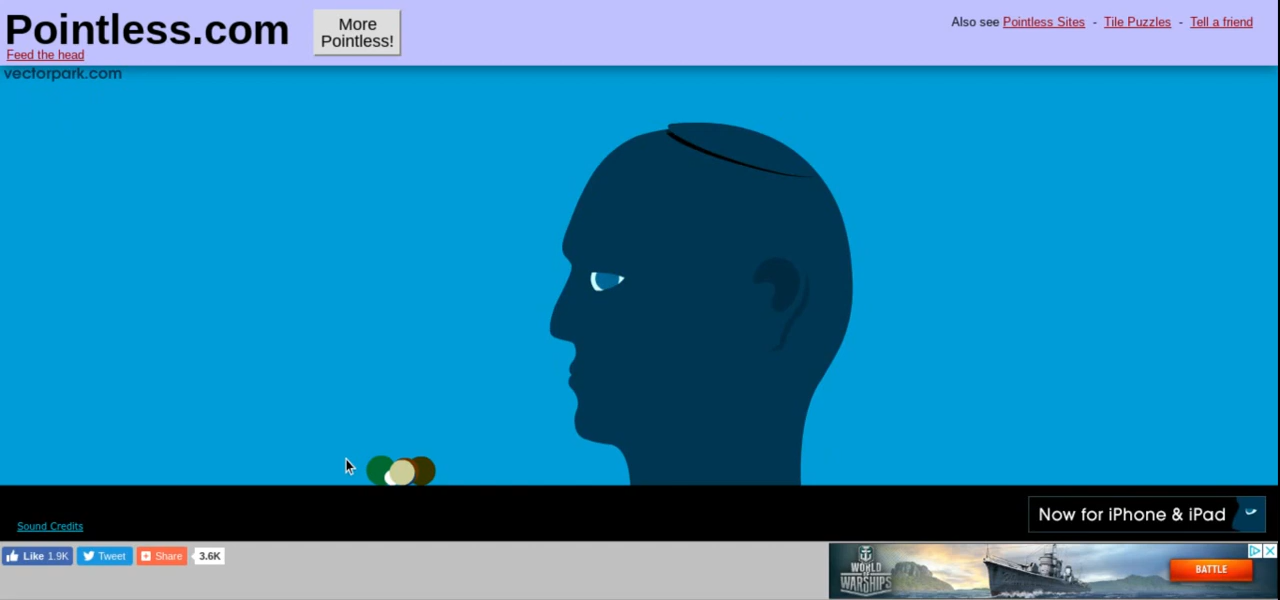 Pointless.com
More
Pointless!
Also see Pointless Sites - Tile Puzzles - Tell a friend
Feed the head
vectorpark.com
Now for iPhone & iPad
Sound Credits
Like 1.9K
Tweet
Share
3.6K
WORLD
OF
WARSHIPS
BATTLE